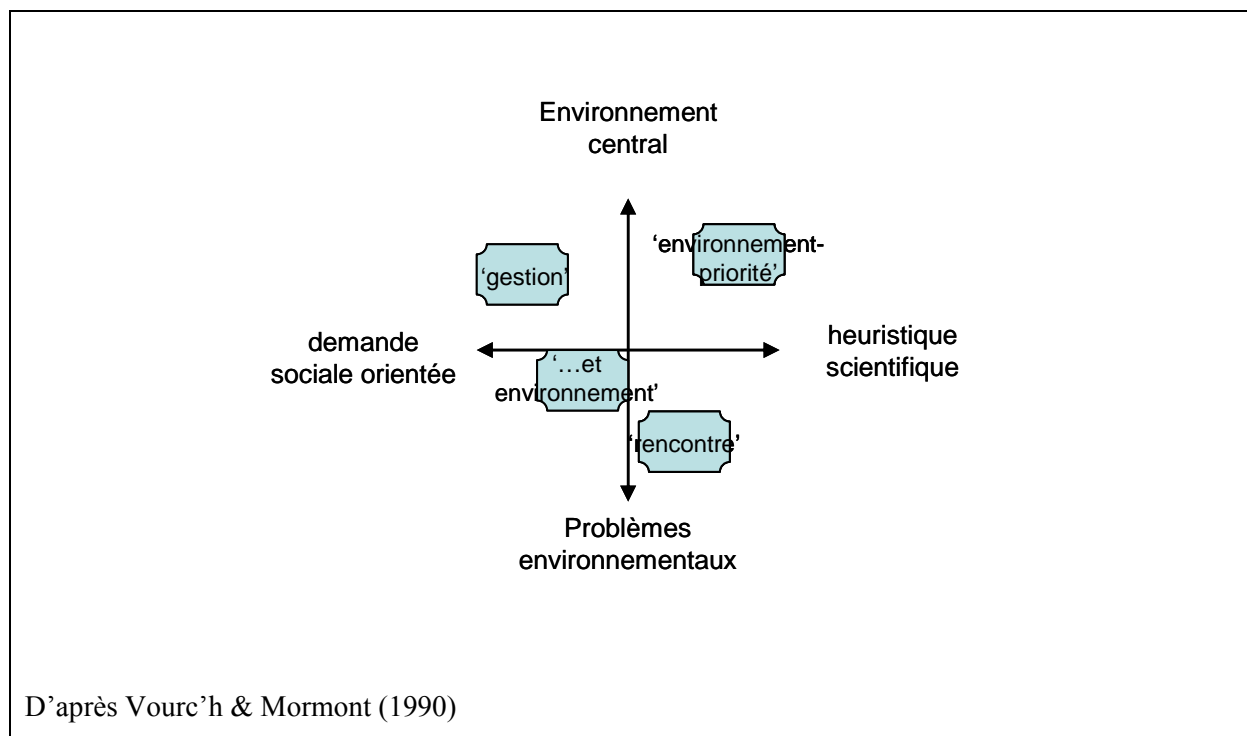 Environnement
central
‘environnement-
priorité’
‘gestion’
demande
sociale orientée
heuristique
scientifique
‘…et
environnement’
‘rencontre’
Problèmes
environnementaux
D’après Vourc’h & Mormont (1990)